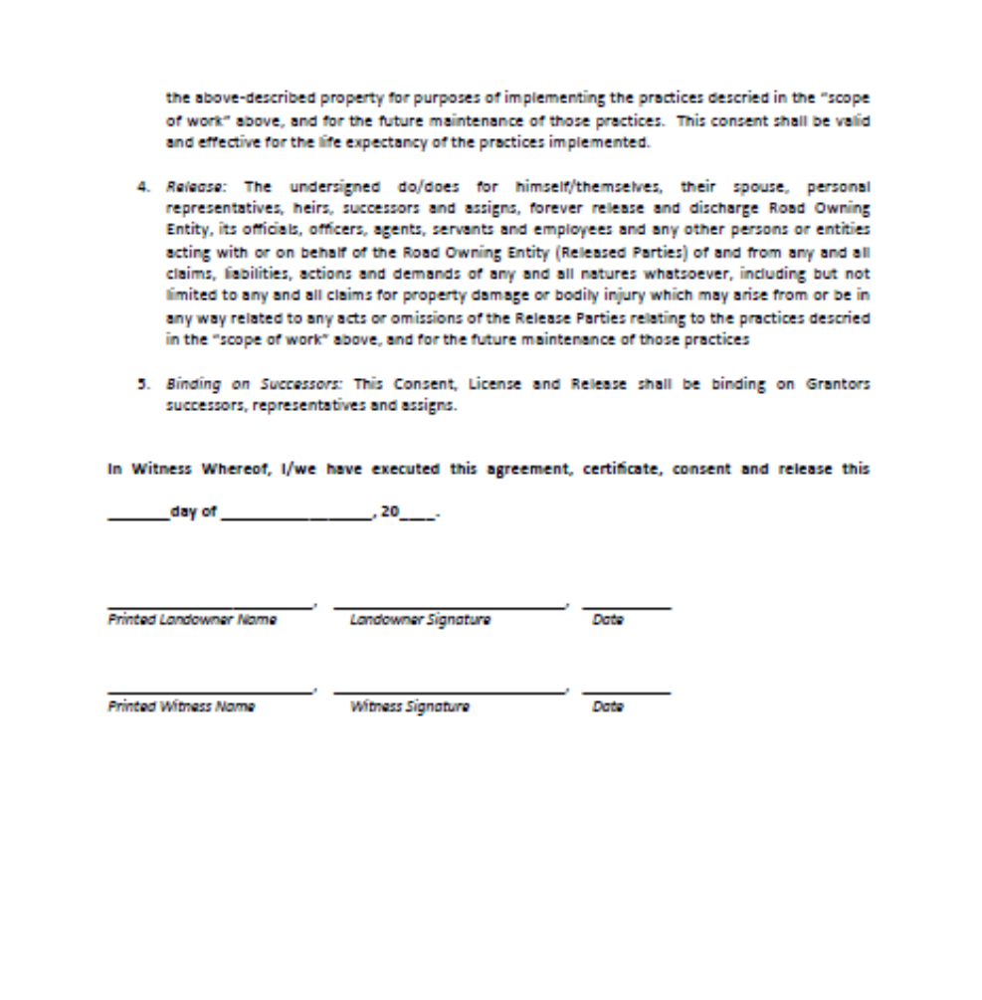 the above-described property for purposes of implementing the practices descried in the “scope
of work” above, and for the future maintenance of those practices.  This consent shall be valid
and effective for the life expectancy of the practices implemented.
4. Release: The undersigned do/does for himself/themselves, their spouse, personal
representatives, heirs, successors and assigns, forever release and discharge Road Owning
Entity, its officials, officers, agents, servants and employees and any other persons or entities
acting with or on behalf of the Road Owning Entity (Released Parties) of and from any and all
claims, liabilities, actions and demands of any and all natures whatsoever, including but not
limited to any and all claims for property damage or bodily injury which may arise from or be in
any way related to any acts or omissions of the Release Parties relating to the practices descried
in the “scope of work” above, and for the future maintenance of those practices
5. Binding on Successors: This Consent, License and Release shall be binding on Grantors
successors, representatives and assigns.
In Witness Whereof, I/we have executed this agreement, certificate, consent and release this
_______day of _________________, 20____.
_______________________, __________________________, __________
Printed Landowner Name Landowner Signature Date
_______________________, __________________________, __________
Printed Witness Name Witness Signature Date